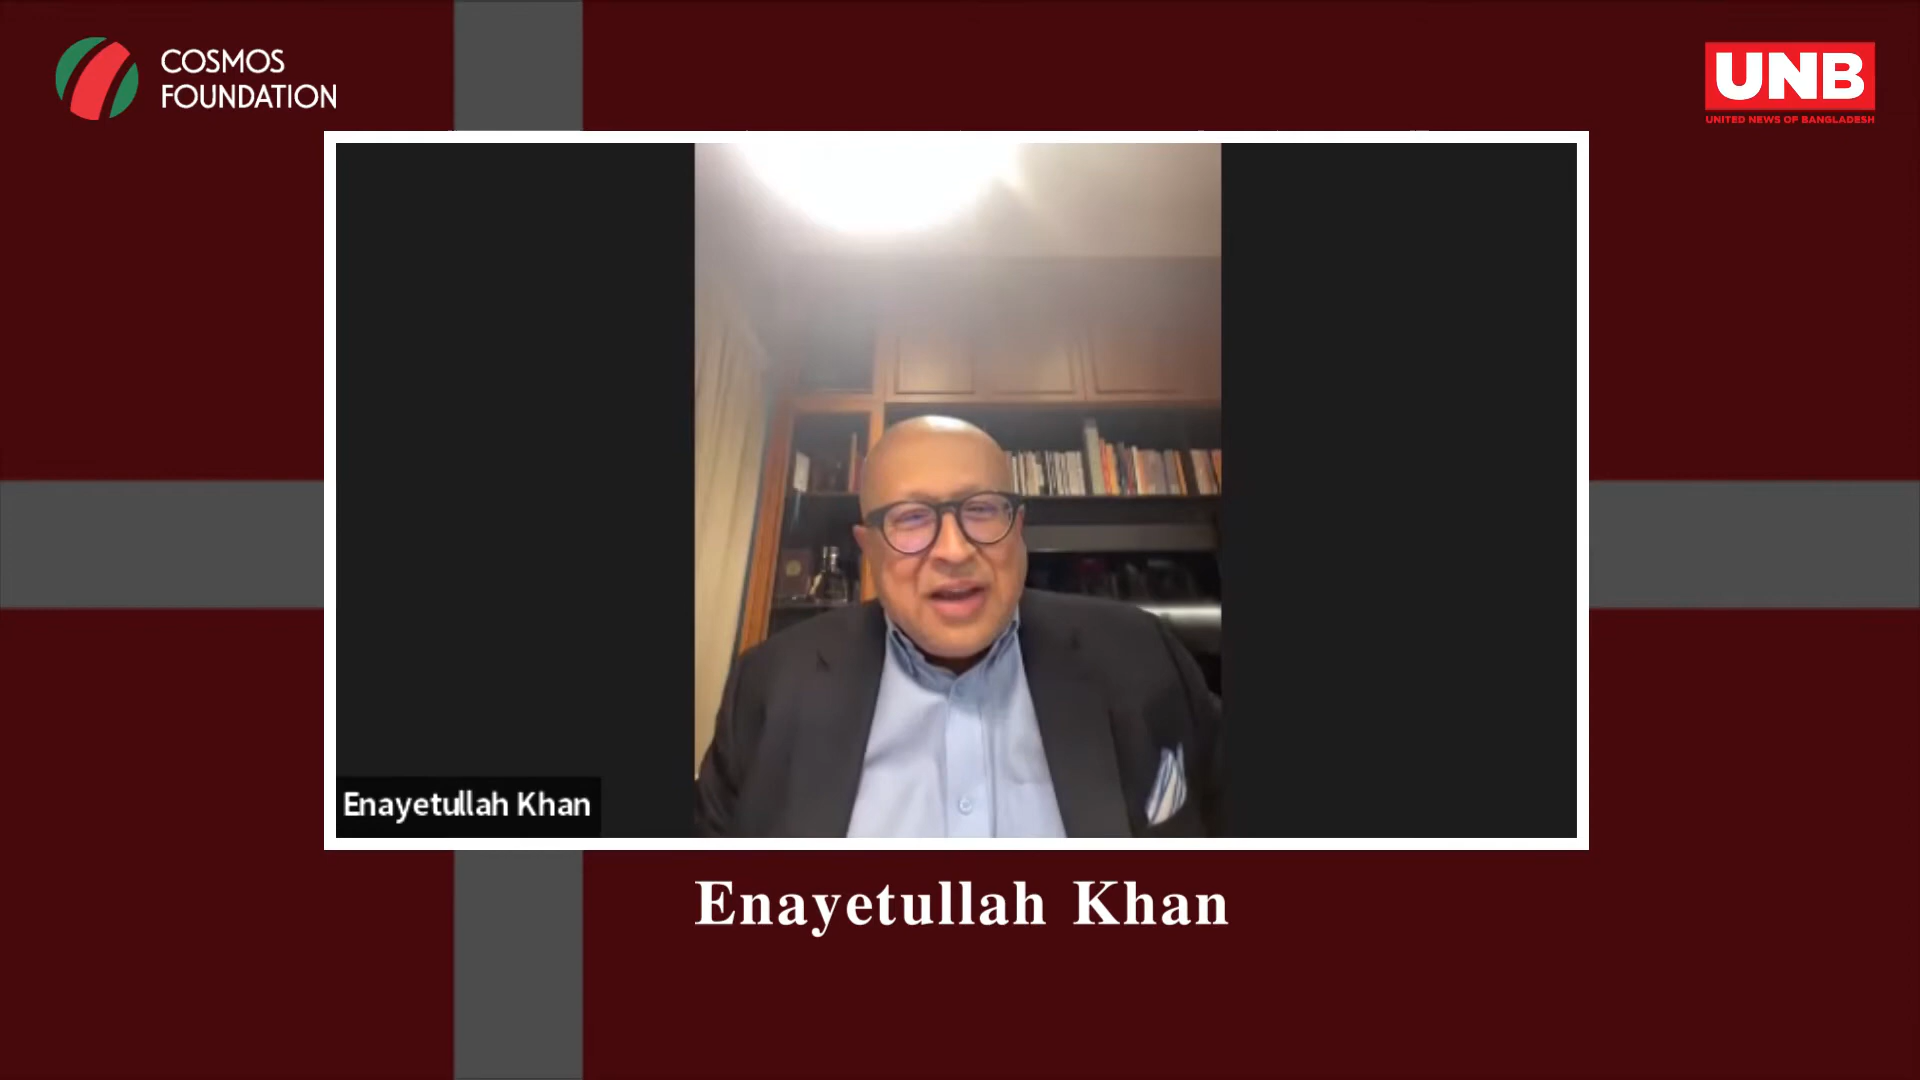 COSMOS
FOUNDATION
UNB
UNITED NEWS OF BANGLADESH
Enayetullah Khan
Enayetullah Khan